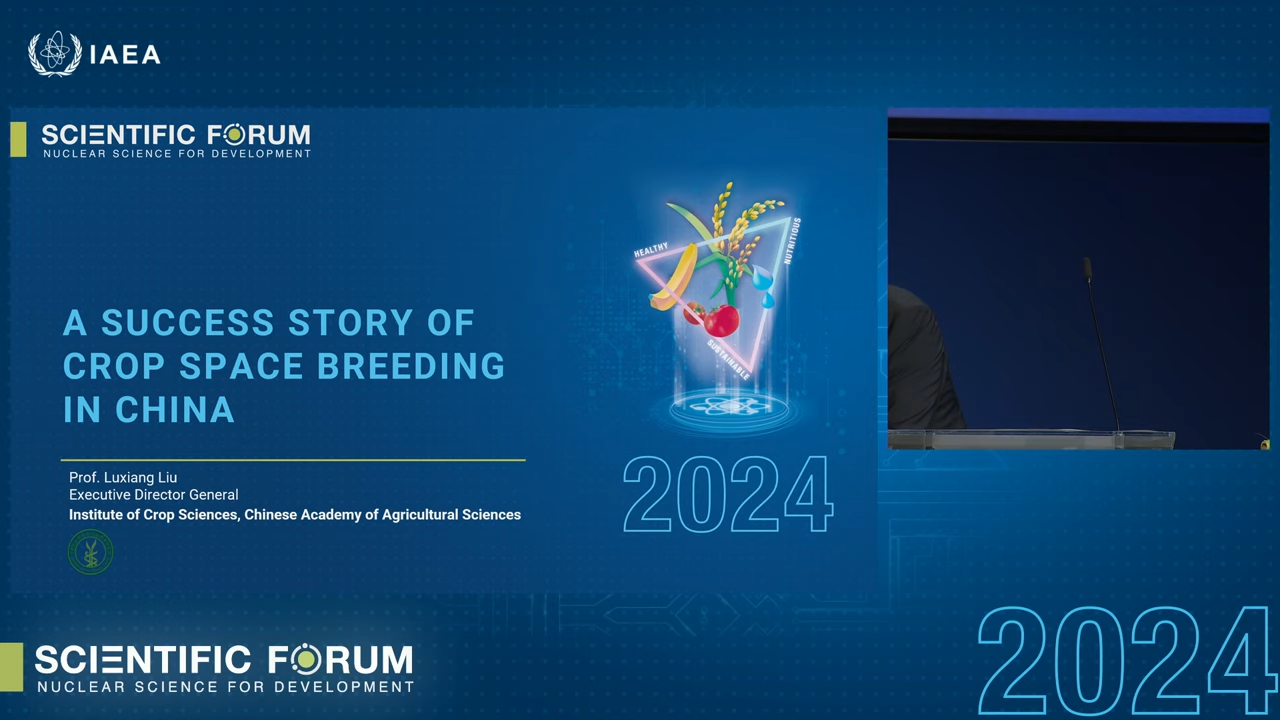 IAEA
SCIENTIFIC FORUM
NUCLEAR SCIENCE FOR DEVELOPMENT
HEALTHY
NUTRITIOUS
SUSTAINABLE
A SUCCESS STORY OF
CROP SPACE BREEDING
IN CHINA
2024
Prof. Luxiang Liu
Executive Director General
Institute of Crop Sciences, Chinese Academy of Agricultural Sciences
SCIENTIFIC FORUM
NUCLEAR SCIENCE FOR DEVELOPMENT
2024